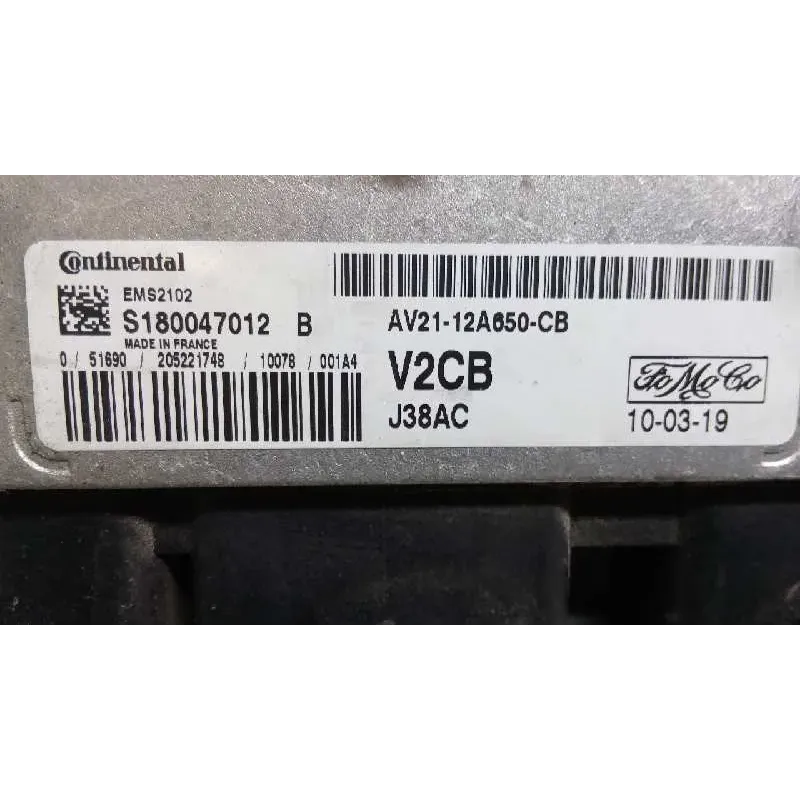 Continental
EMS2102
S180047012 B
MADE IN FRANCE
0 / 51690 / 205221748 / 10078 / 001A4
AV21-12A650-CB
V2CB
J38AC
FoMoCo
10-03-19